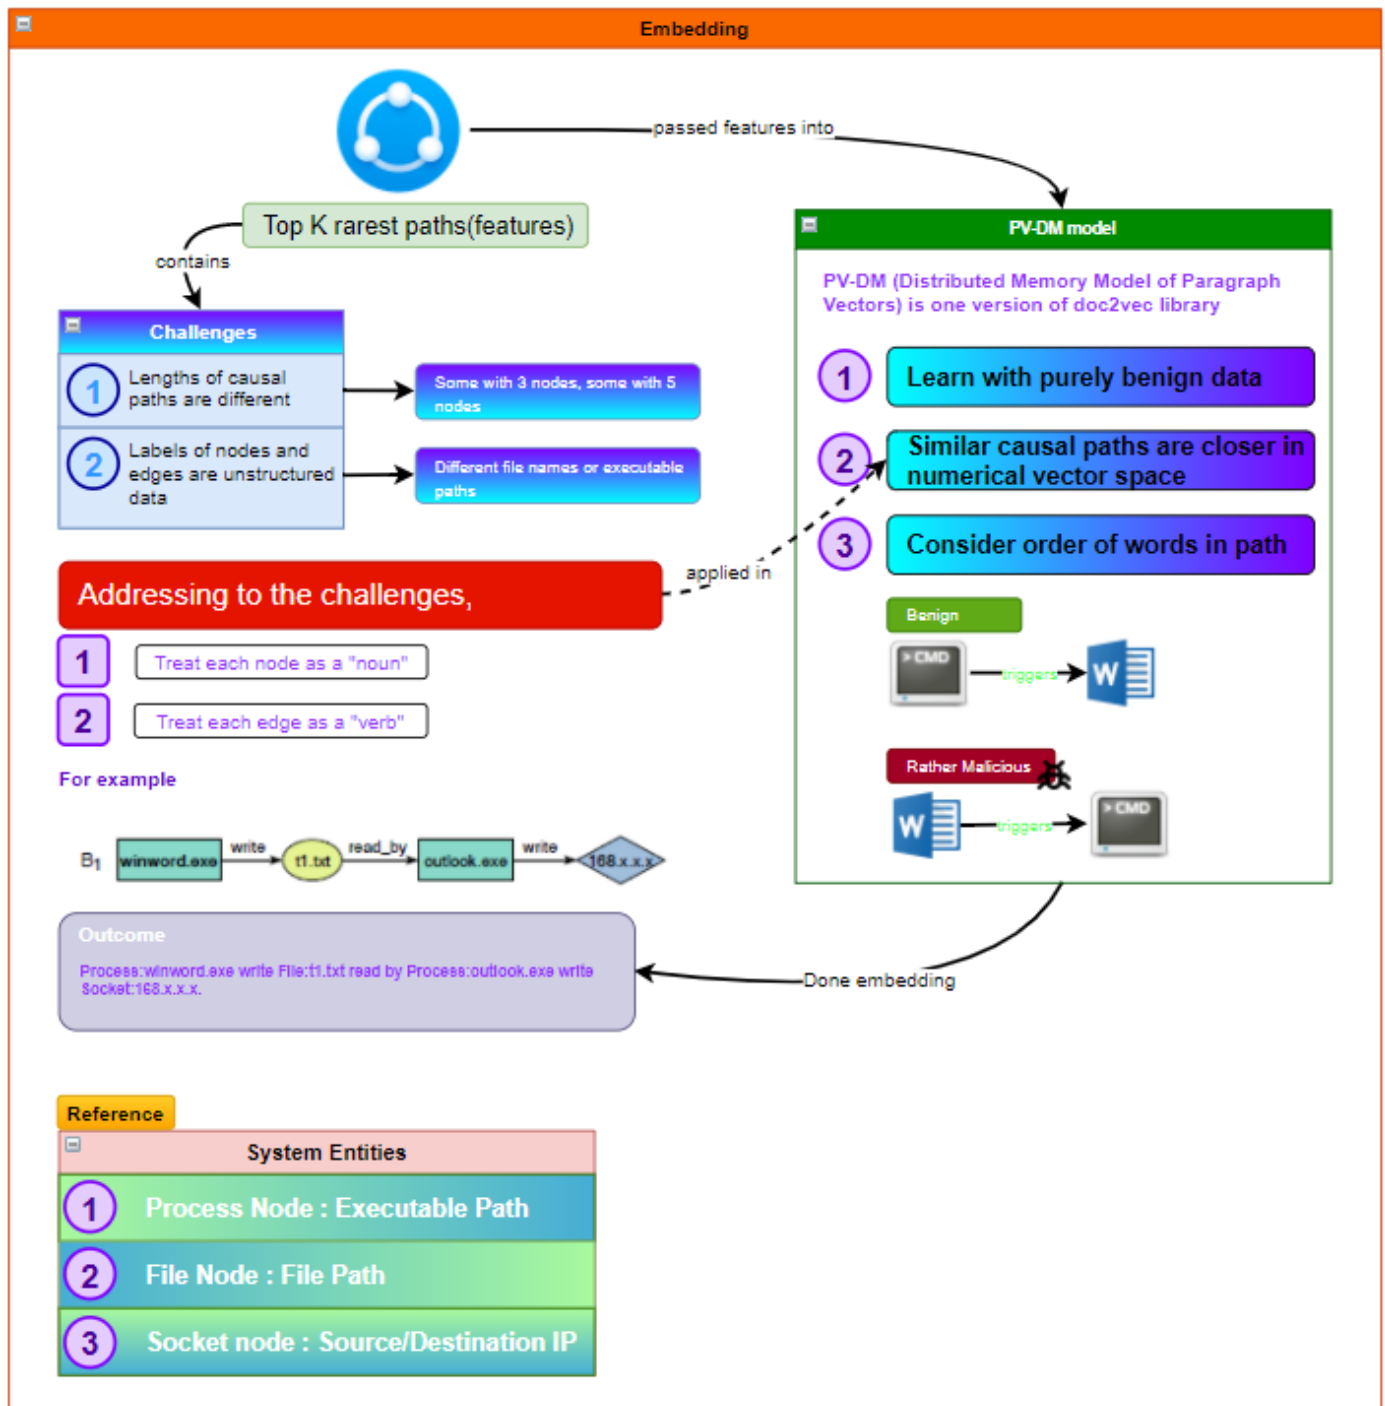 Embedding
passed features into
Top K rarest paths(features)
contains
Challenges
1
Lengths of causal
paths are different
Some with 3 nodes, some with 5
nodes
2
Labels of nodes and
edges are unstructured
data
Different file names or executable
paths
Addressing to the challenges,
applied in
1
Treat each node as a "noun"
2
Treat each edge as a "verb"
For example
B1
winword.exe
write
t1.txt
read_by
outlook.exe
write
168.x.x.x
PV-DM model
PV-DM (Distributed Memory Model of Paragraph
Vectors) is one version of doc2vec library
1
Learn with purely benign data
2
Similar causal paths are closer in
numerical vector space
3
Consider order of words in path
Benign
> CMD
triggers
W
Rather Malicious
W
triggers
> CMD
Done embedding
Outcome
Process:winword.exe write File:t1.txt read by Process:outlook.exe write
Socket:168.x.x.x.
Reference
System Entities
1
Process Node : Executable Path
2
File Node : File Path
3
Socket node : Source/Destination IP